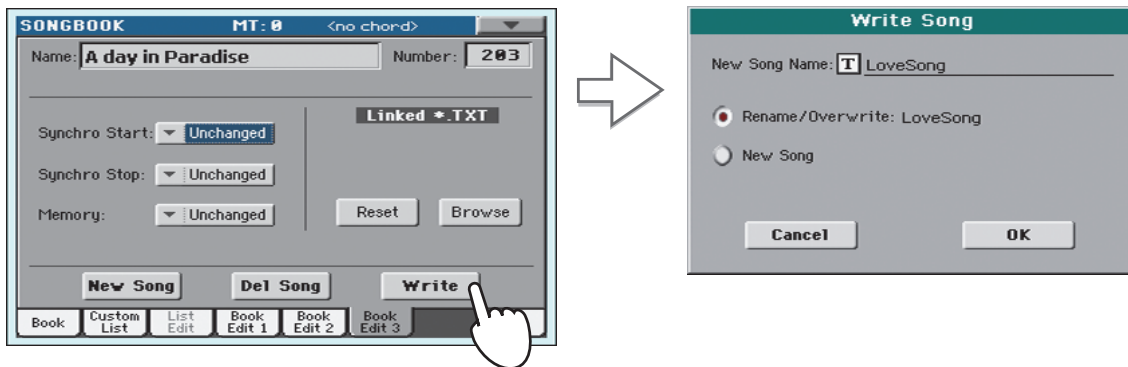 SONGBOOK MT: 0 <no chord>
Name: A day in Paradise Number: 203
Linked *.TXT
Synchro Start: Unchanged
Synchro Stop: Unchanged
Memory: Unchanged
Reset Browse
New Song Del Song Write
Book Custom List List Edit Book Edit 1 Book Edit 2 Book Edit 3
Write Song
New Song Name: T LoveSong
Rename/Overwrite: LoveSong
New Song
Cancel OK